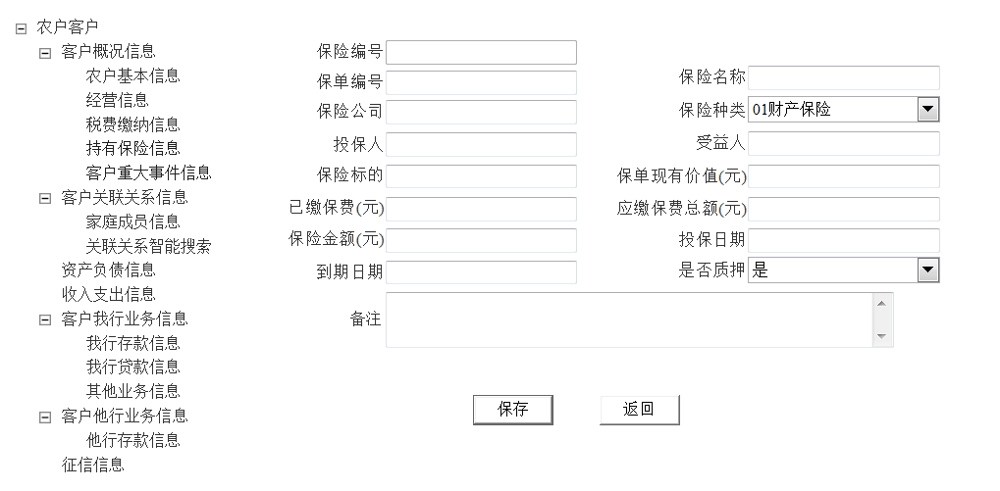 农户客户
客户概况信息
农户基本信息
经营信息
税费缴纳信息
持有保险信息
客户重大事件信息
客户关联关系信息
家庭成员信息
关联关系智能搜索
资产负债信息
收入支出信息
客户我行业务信息
我行存款信息
我行贷款信息
其他业务信息
客户他行业务信息
他行存款信息
征信信息
保险编号
保单编号 保险名称
保险公司 保险种类 01财产保险
投保人 受益人
保险标的 保单现有价值(元)
已缴保费(元) 应缴保费总额(元)
保险金额(元) 投保日期
到期日期 是否质押 是
备注
保存 返回